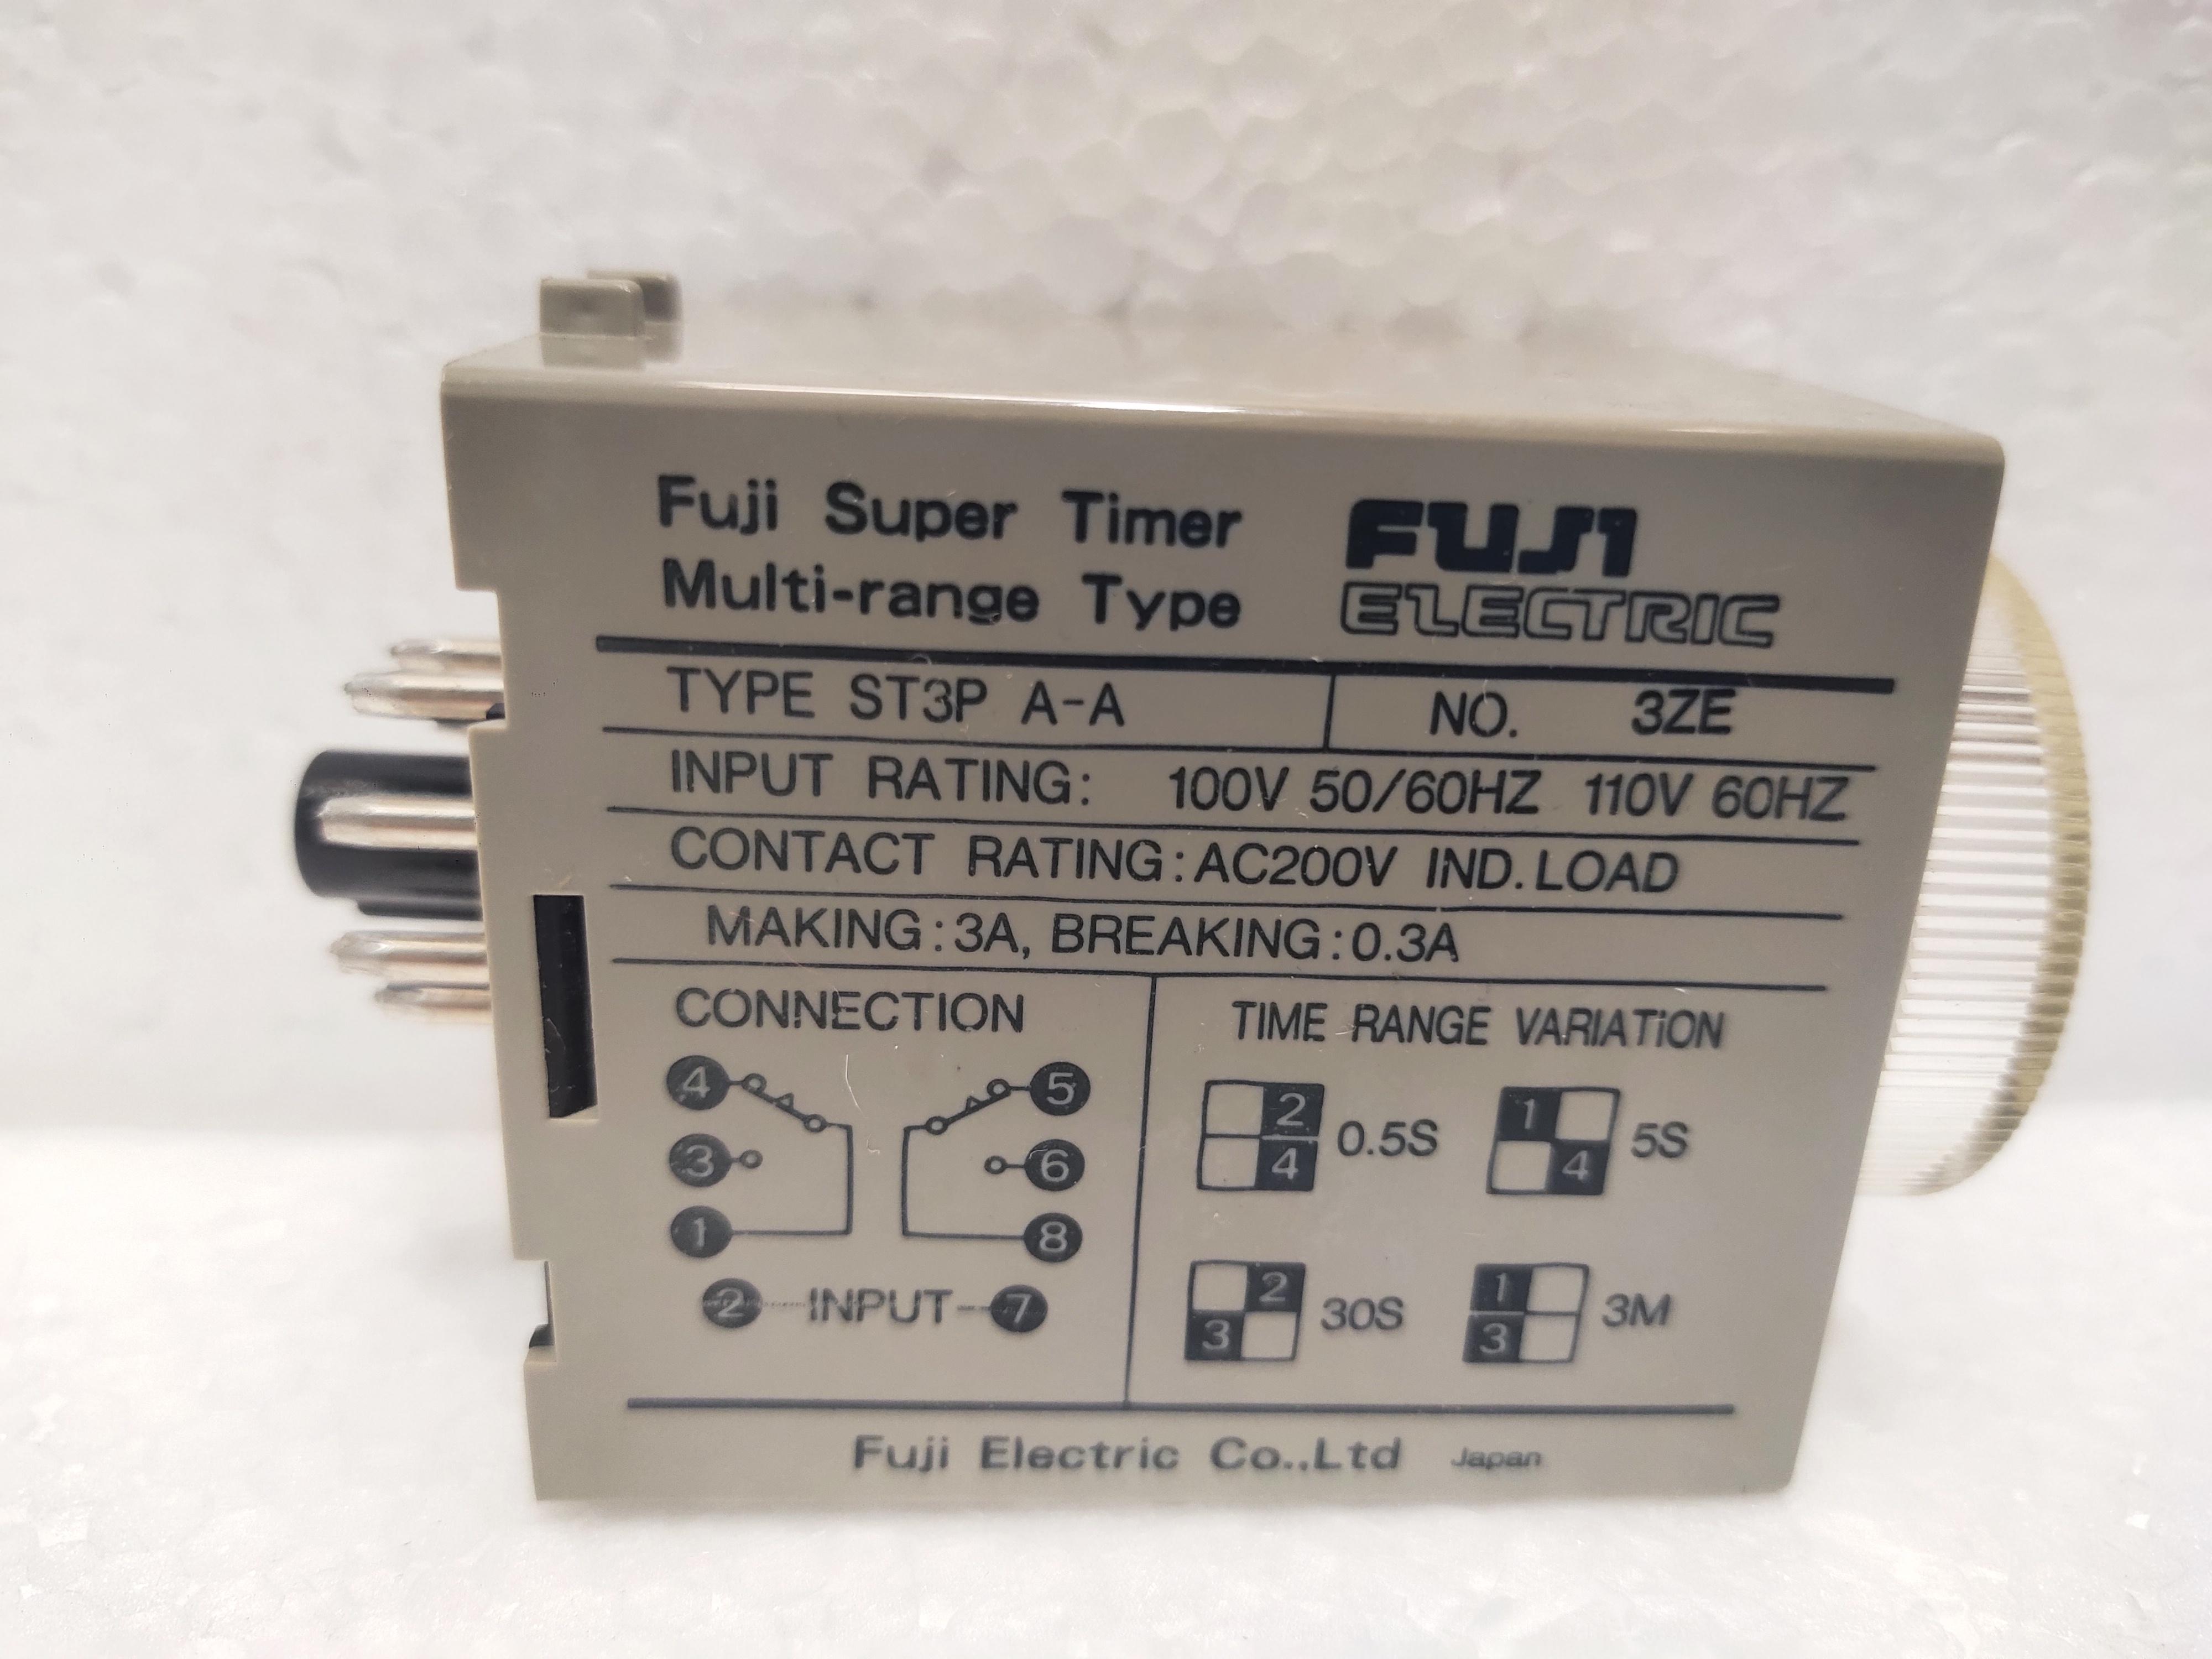 Fuji Super Timer
Multi-range Type
FUJI
ELECTRIC
TYPE ST3P A-A NO. 3ZE
INPUT RATING: 100V 50/60HZ 110V 60HZ
CONTACT RATING:AC200V IND.LOAD
MAKING:3A, BREAKING:0.3A
CONNECTION
4 5
3 6
1 8
2 INPUT 7
TIME RANGE VARIATiON
2
4 0.5S
1
4 5S
2
3 30S
1
3 3M
Fuji Electric Co.,Ltd Japan